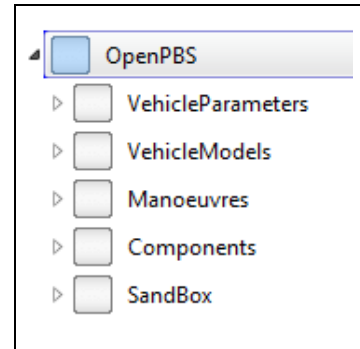 OpenPBS
VehicleParameters
VehicleModels
Manoeuvres
Components
SandBox